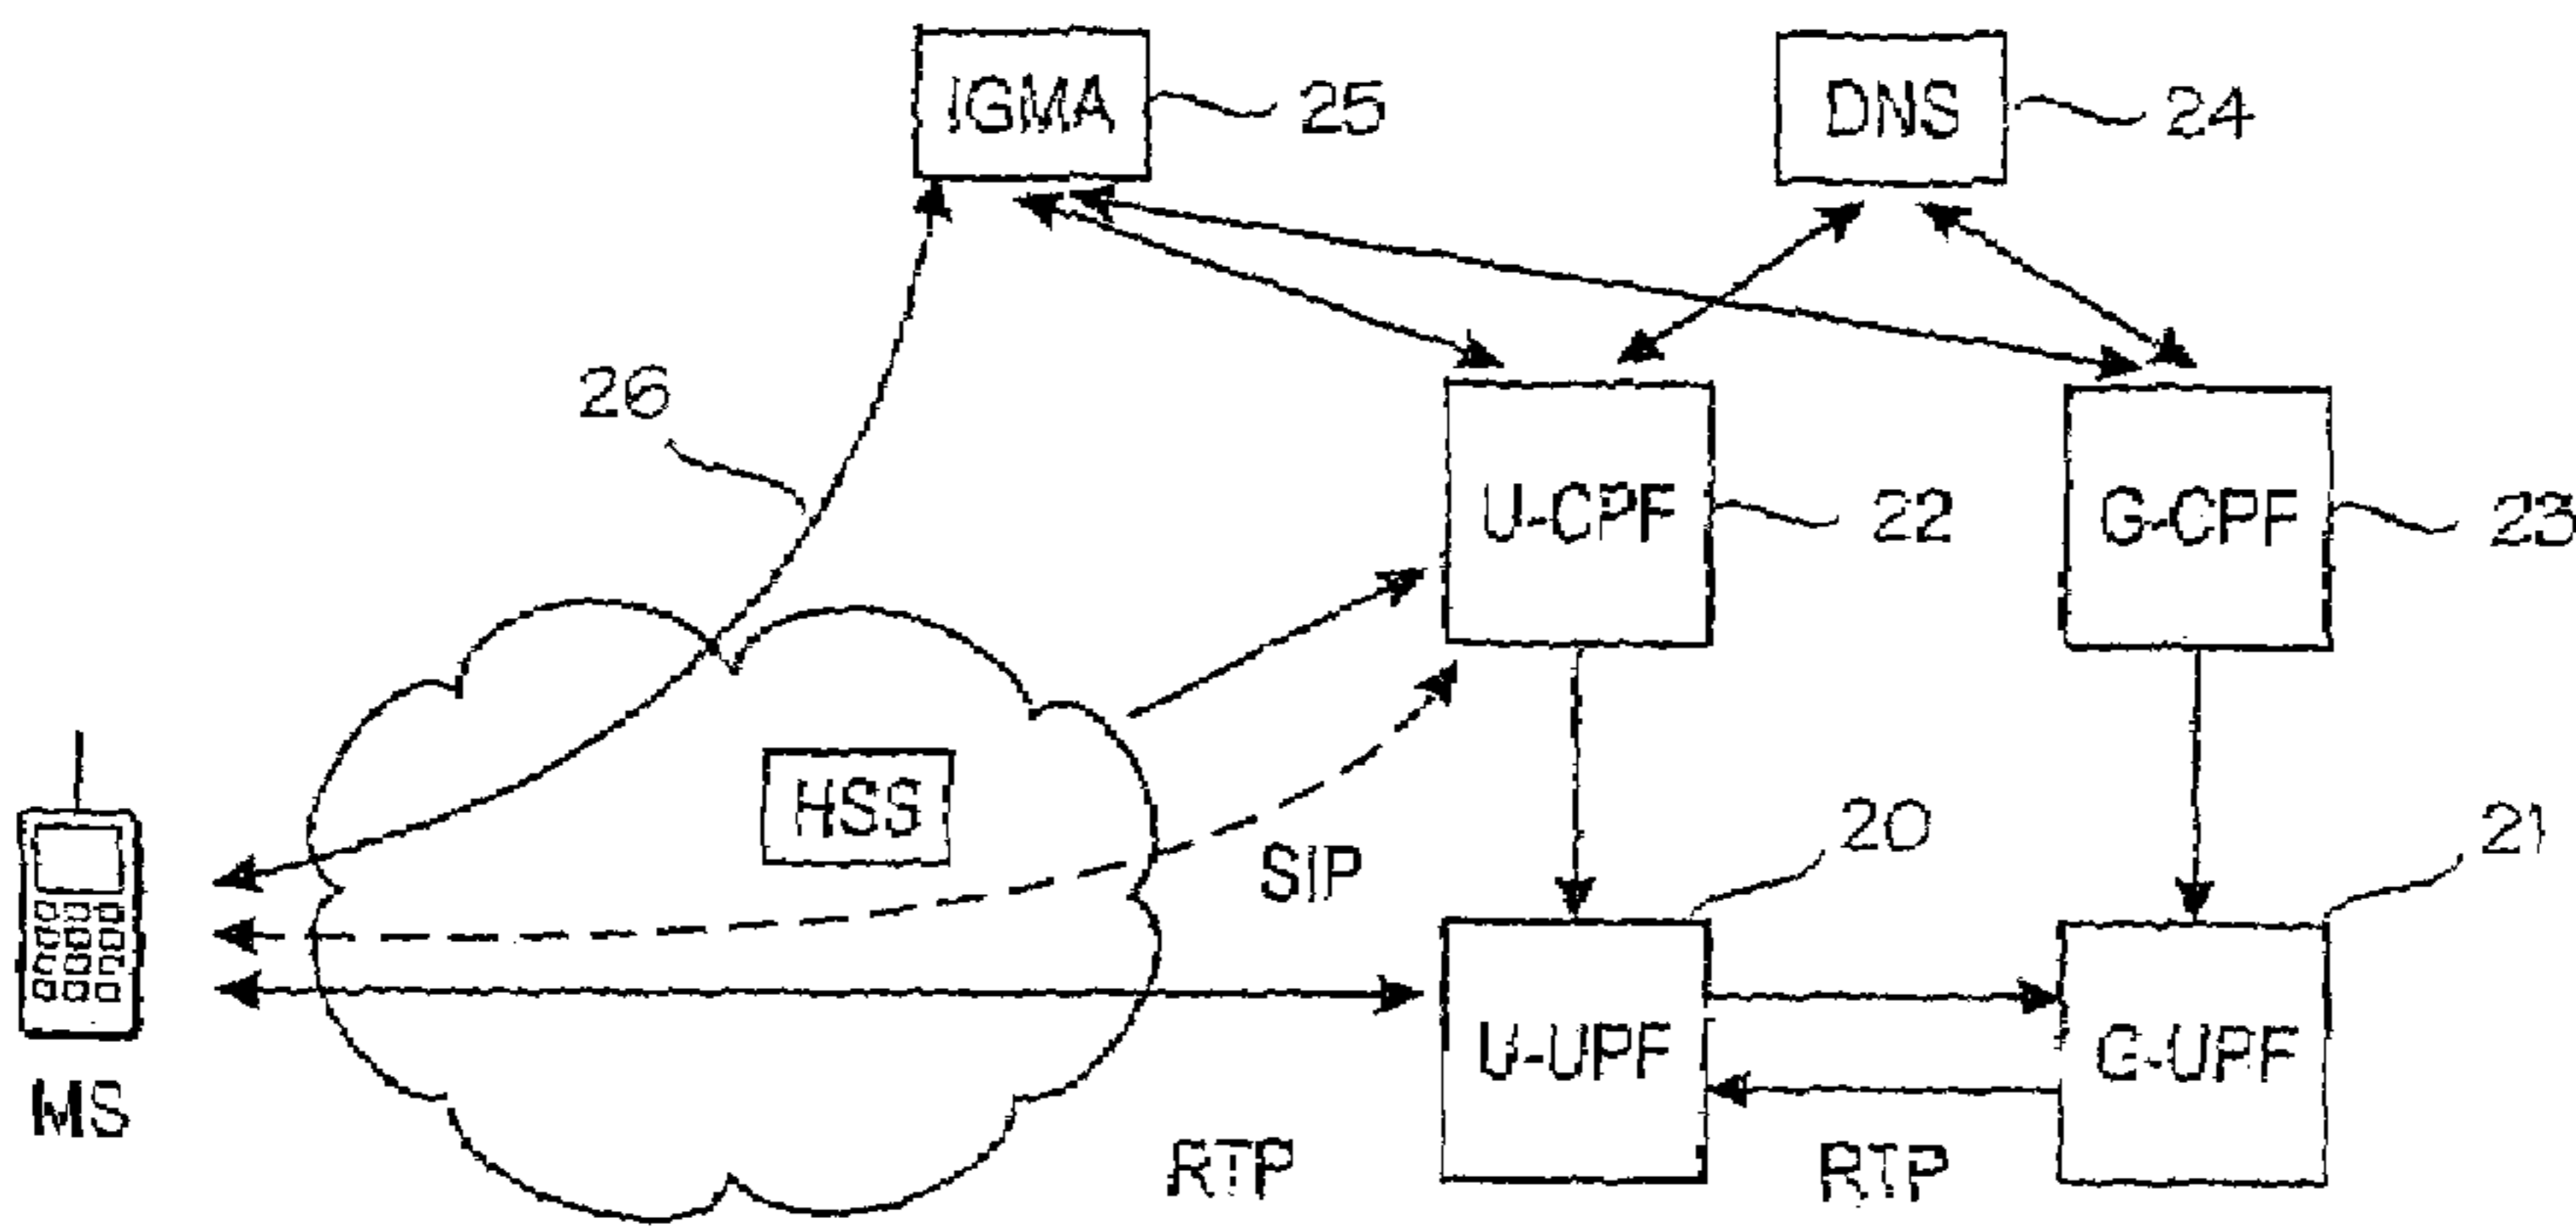 IGMA
25
DNS
24
26
U-CPF
22
G-CPF
23
HSS
SIP
20
21
MS
U-UPF
G-UPF
RTP
RTP